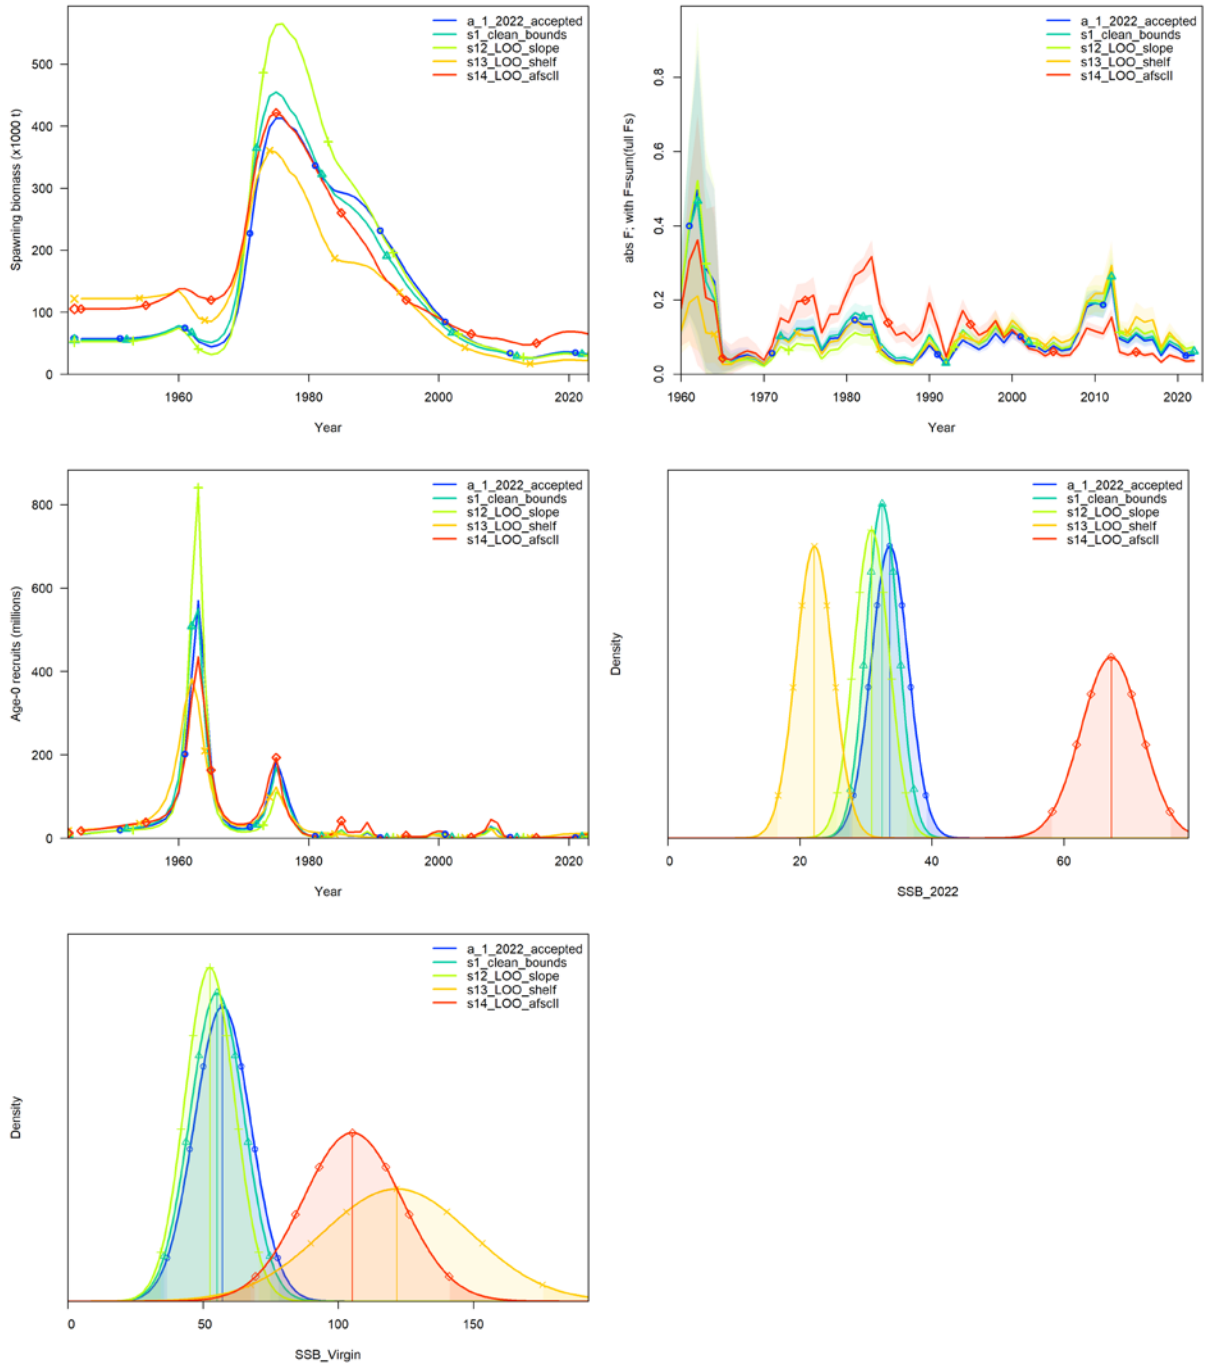 a_1_2022_accepted
s1_clean_bounds
s12_LOO_slope
s13_LOO_shelf
s14_LOO_afscll
Spawning biomass (x1000 t)
500
400
300
200
100
0
1960 1980 2000 2020
Year
a_1_2022_accepted
s1_clean_bounds
s12_LOO_slope
s13_LOO_shelf
s14_LOO_afscll
abs F; with F=sum(full Fs)
0.8
0.6
0.4
0.2
0.0
1960 1970 1980 1990 2000 2010 2020
Year
a_1_2022_accepted
s1_clean_bounds
s12_LOO_slope
s13_LOO_shelf
s14_LOO_afscll
Age-0 recruits (millions)
800
600
400
200
0
1960 1980 2000 2020
Year
a_1_2022_accepted
s1_clean_bounds
s12_LOO_slope
s13_LOO_shelf
s14_LOO_afscll
Density
0 20 40 60
SSB_2022
a_1_2022_accepted
s1_clean_bounds
s12_LOO_slope
s13_LOO_shelf
s14_LOO_afscll
Density
0 50 100 150
SSB_Virgin